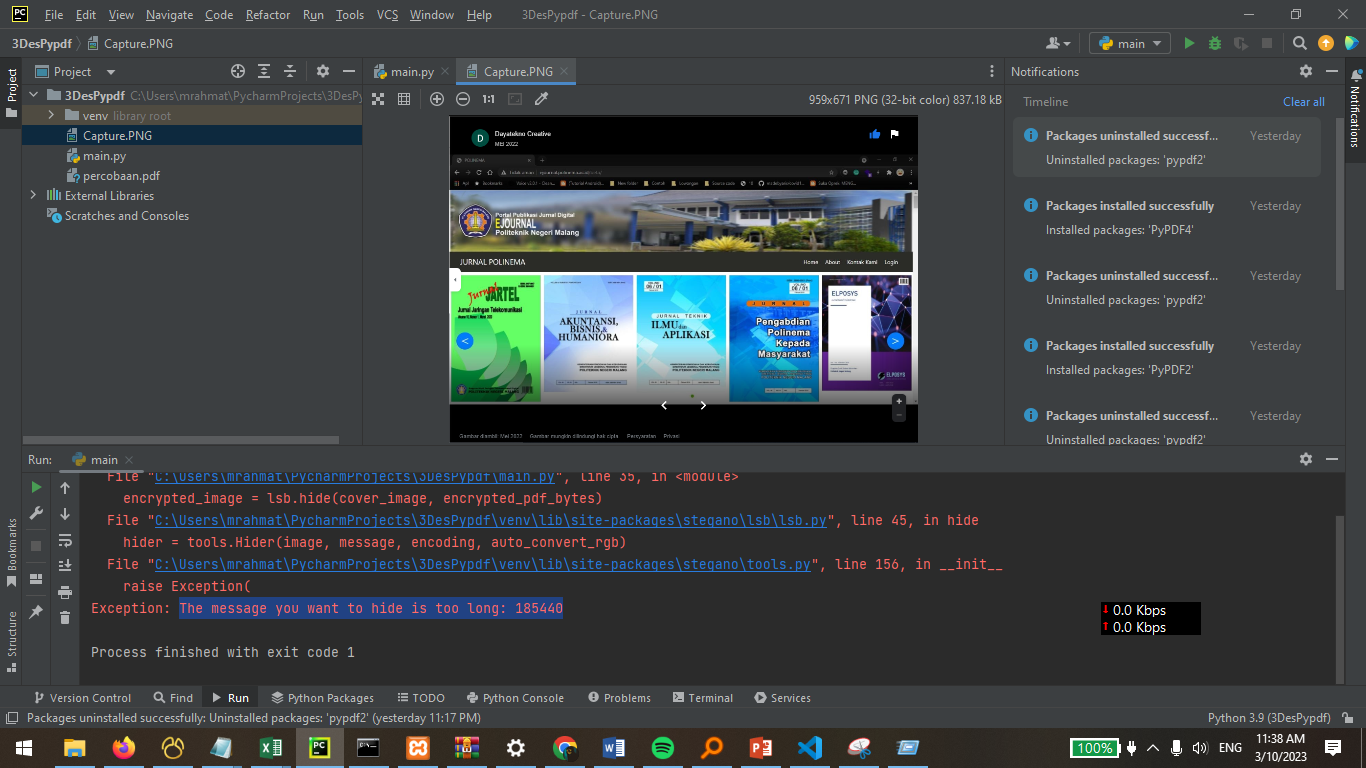 File Edit View Navigate Code Refactor Run Tools VCS Window Help 3DesPypdf - Capture.PNG
3DesPypdf Capture.PNG main
Project main.py Capture.PNG Notifications
1:1 959x671 PNG (32-bit color) 837.18 kB
Timeline Clear all
3DesPypdf C:\Users\mrahmat\PycharmProjects\3DesPy
venv library root
Capture.PNG
main.py
percobaan.pdf
External Libraries
Scratches and Consoles
D Dayatekno Creative
MEI 2022
POLINEMA
Portal Publikasi Jurnal Digital
EJOURNAL
Politeknik Negeri Malang
JURNAL POLINEMA Home About Kontak Kami Login
Jurnal JARTEL
Jurnal Jaringan Telekomunikasi
JURNAL
AKUNTANSI,
BISNIS,&
HUMANIORA
JURNAL TEKNIK
ILMU dan
APLIKASI
JURNAL
Pengabdian
Polinema
Kepada
Masyarakat
ELPOSYS
ELPOSYS
Gambar diambil: Mei 2022 Gambar mungkin dilindungi hak cipta Persyaratan Privasi
Packages uninstalled successf... Yesterday
Uninstalled packages: 'pypdf2'
Packages installed successfully Yesterday
Installed packages: 'PyPDF4'
Packages uninstalled successf... Yesterday
Uninstalled packages: 'pypdf2'
Packages installed successfully Yesterday
Installed packages: 'PyPDF2'
Packages uninstalled successf... Yesterday
Uninstalled packages: 'pypdf2'
Project
Notifications
Bookmarks
Structure
Run: main
File "C:\Users\mrahmat\PycharmProjects\3DesPypdf\main.py", line 35, in <module>
encrypted_image = lsb.hide(cover_image, encrypted_pdf_bytes)
File "C:\Users\mrahmat\PycharmProjects\3DesPypdf\venv\lib\site-packages\stegano\lsb\lsb.py", line 45, in hide
hider = tools.Hider(image, message, encoding, auto_convert_rgb)
File "C:\Users\mrahmat\PycharmProjects\3DesPypdf\venv\lib\site-packages\stegano\tools.py", line 156, in __init__
raise Exception(
Exception: The message you want to hide is too long: 185440
Process finished with exit code 1
0.0 Kbps
0.0 Kbps
Version Control Find Run Python Packages TODO Python Console Problems Terminal Services
Packages uninstalled successfully: Uninstalled packages: 'pypdf2' (yesterday 11:17 PM) Python 3.9 (3DesPypdf)
100% ENG 11:38 AM
3/10/2023